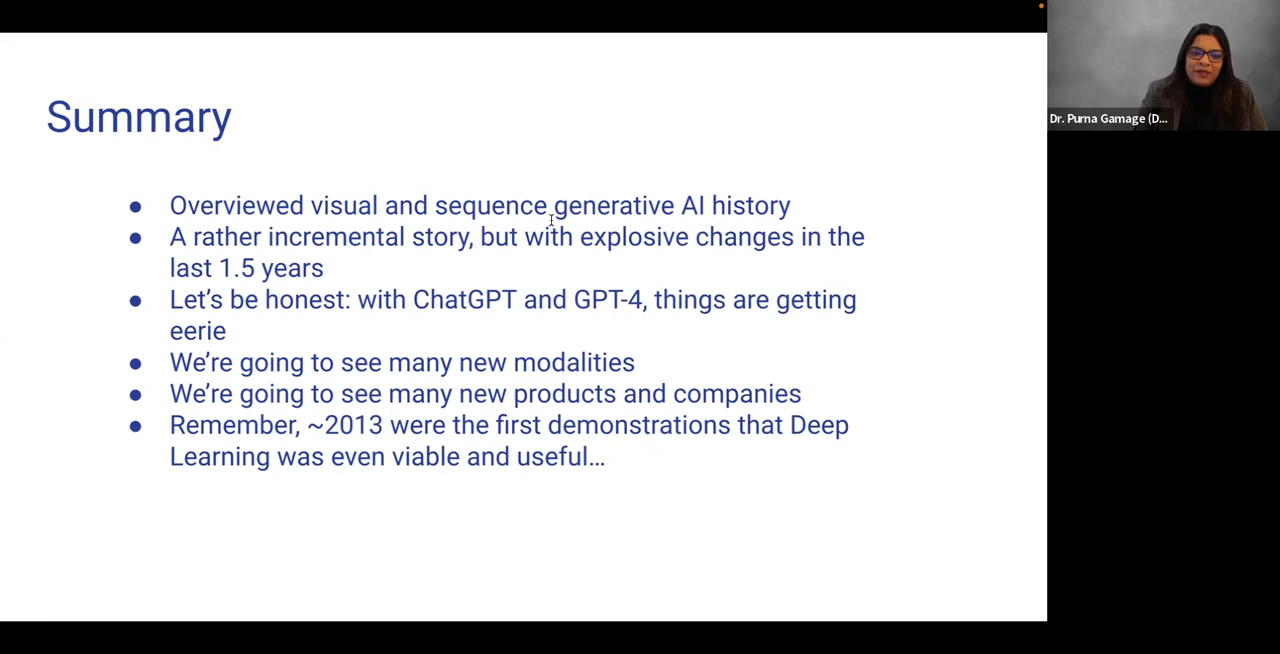 Summary
● Overviewed visual and sequence generative AI history
● A rather incremental story, but with explosive changes in the
last 1.5 years
● Let’s be honest: with ChatGPT and GPT-4, things are getting
eerie
● We’re going to see many new modalities
● We’re going to see many new products and companies
● Remember, ~2013 were the first demonstrations that Deep
Learning was even viable and useful…
Dr. Purna Gamage (D...